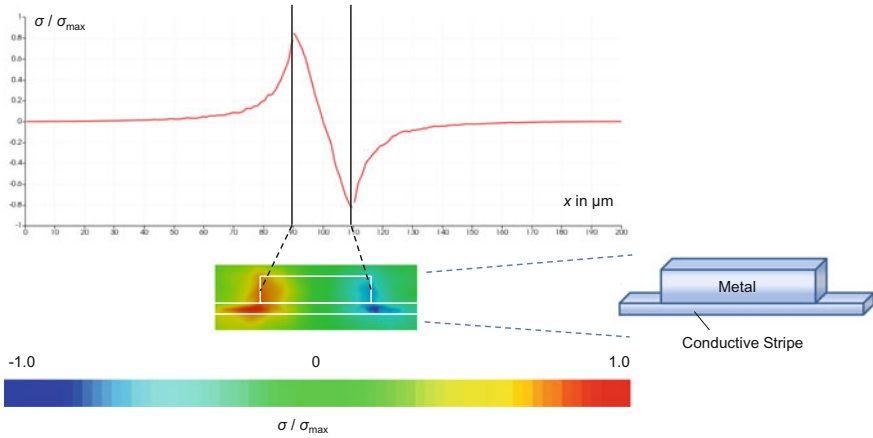 σ / σmax
1
0.8
0.6
0.4
0.2
0
-0.2
-0.4
-0.6
-0.8
-1
x in µm
0 10 20 30 40 50 60 70 80 90 100 110 120 130 140 150 160 170 180 190 200
Metal
Conductive Stripe
-1.0 0 1.0
σ / σmax